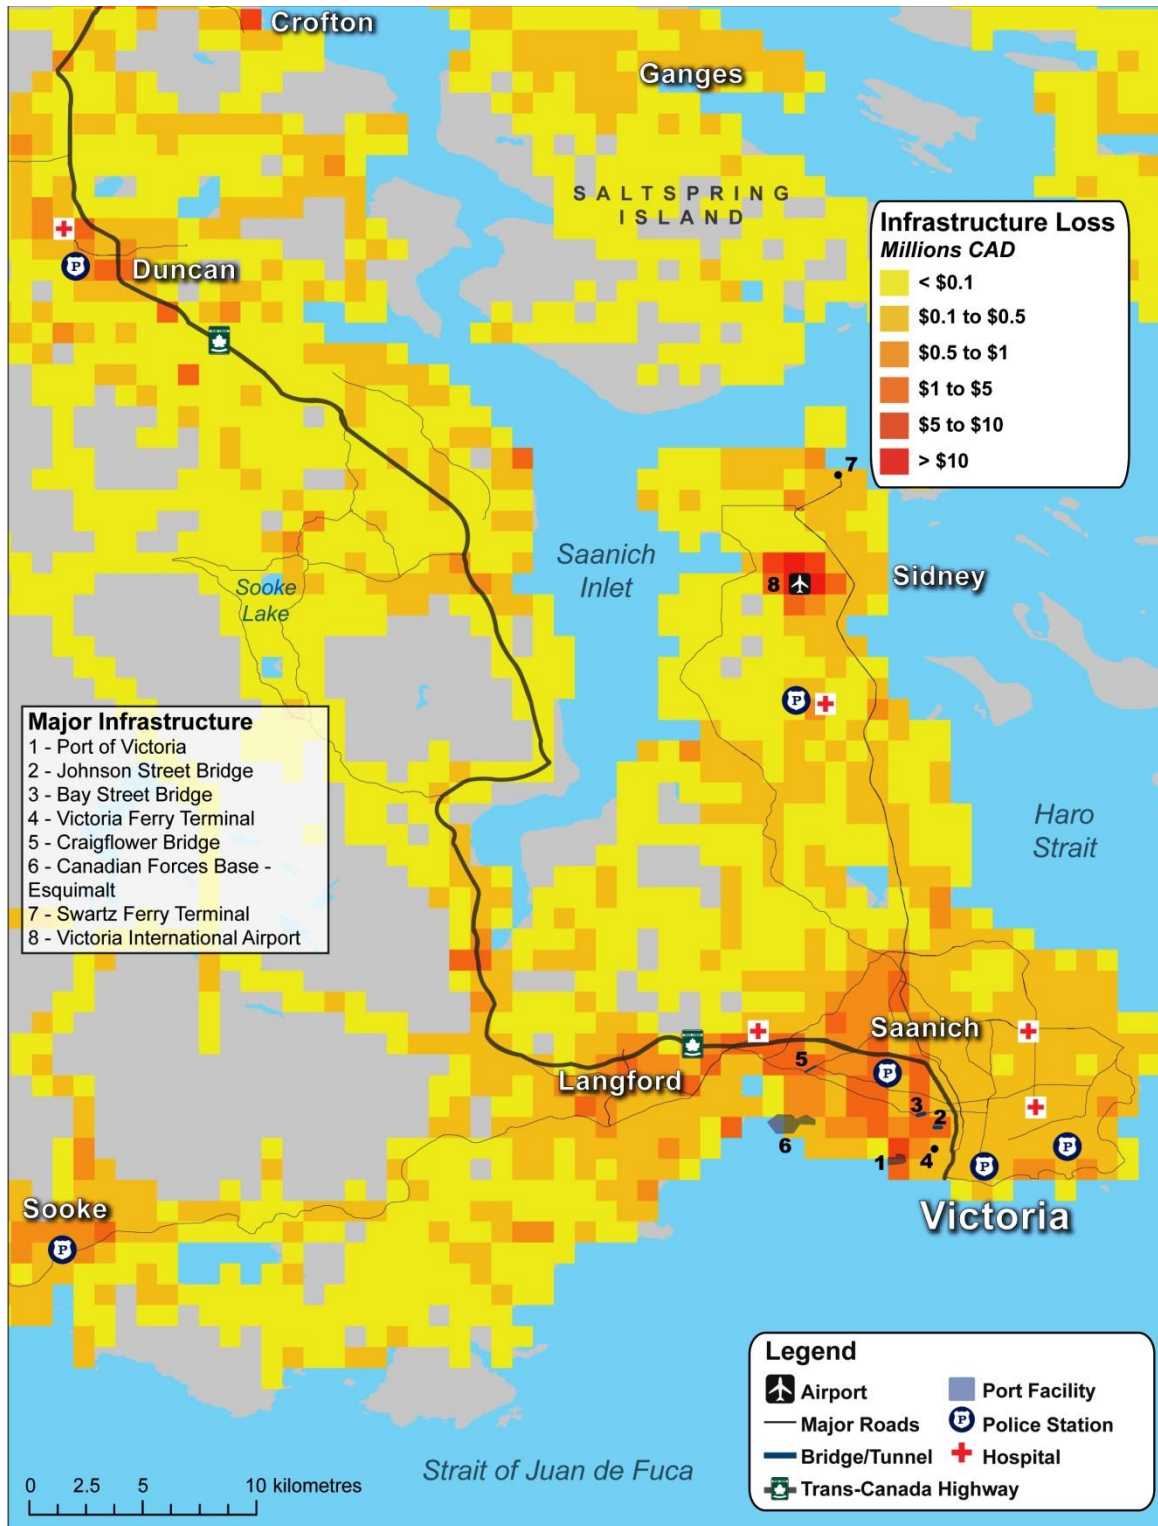 Crofton
Ganges
SALTSPRING
ISLAND
Infrastructure Loss
Millions CAD
< $0.1
$0.1 to $0.5
$0.5 to $1
$1 to $5
$5 to $10
> $10
P
Duncan
7
Saanich
Inlet
8
Sidney
Sooke
Lake
P
Major Infrastructure
1 - Port of Victoria
2 - Johnson Street Bridge
3 - Bay Street Bridge
4 - Victoria Ferry Terminal
5 - Craigflower Bridge
6 - Canadian Forces Base -
Esquimalt
7 - Swartz Ferry Terminal
8 - Victoria International Airport
Haro
Strait
Saanich
Langford
5
P
3
2
6
1
4
P
P
Victoria
Sooke
P
Legend
Airport
Port Facility
Major Roads
P
Police Station
Bridge/Tunnel
Hospital
Trans-Canada Highway
Strait of Juan de Fuca
0 2.5 5 10 kilometres